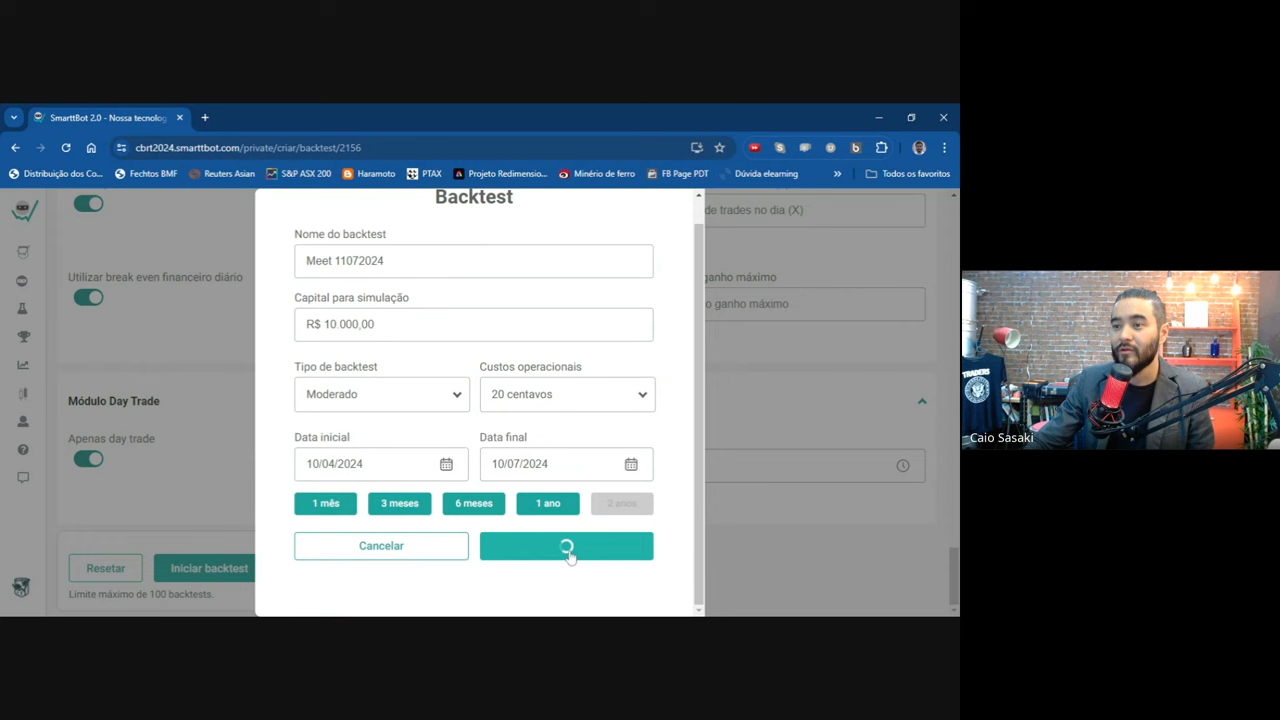 SmarttBot 2.0 - Nossa tecnolog
cbrt2024.smarttbot.com/private/criar/backtest/2156
Distribuição dos Co...
Fechtos BMF
Reuters Asian
S&P ASX 200
Haramoto
PTAX
Projeto Redimensio...
Minério de ferro
FB Page PDT
Dúvida elearning
»
Todos os favoritos
Backtest
Nome do backtest
Meet 11072024
de trades no dia (X)
Utilizar break even financeiro diário
ganho máximo
Capital para simulação
R$ 10.000,00
o ganho máximo
Tipo de backtest
Custos operacionais
Moderado
20 centavos
Módulo Day Trade
Apenas day trade
Data inicial
Data final
10/04/2024
10/07/2024
1 mês
3 meses
6 meses
1 ano
2 anos
Cancelar
Resetar
Iniciar backtest
Limite máximo de 100 backtests.
TRADERS
Caio Sasaki